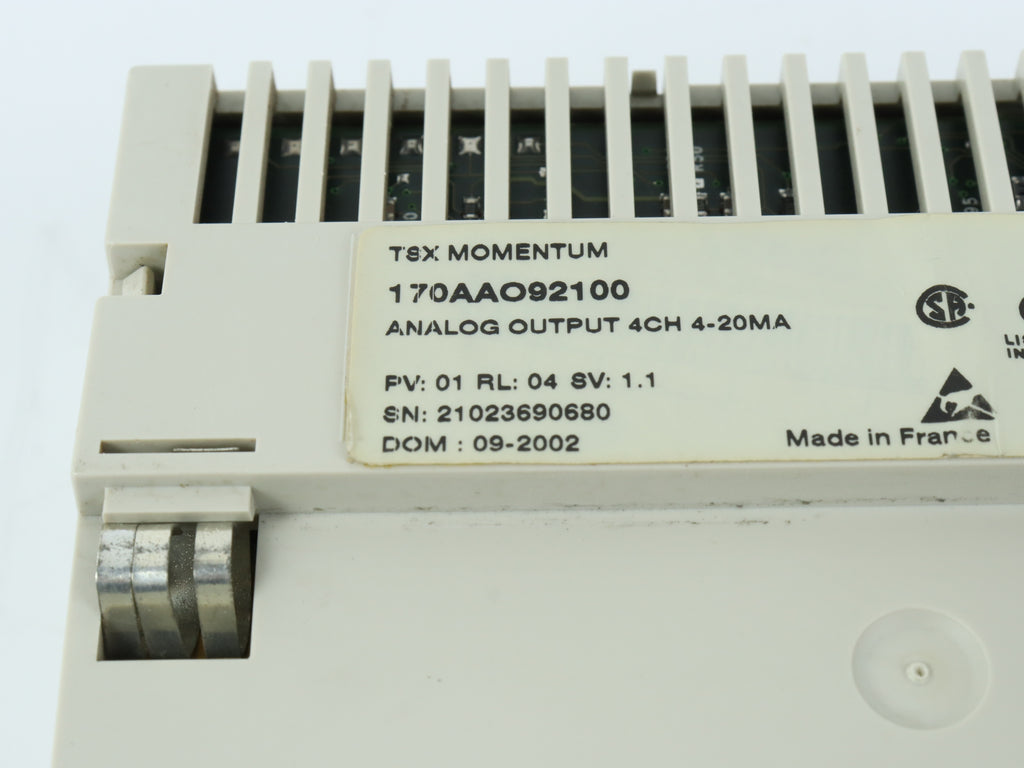 TSX MOMENTUM
170AAO92100
ANALOG OUTPUT 4CH 4-20MA
PV: 01 RL: 04 SV: 1.1
SN: 21023690680
DOM : 09-2002
Made in France
SA